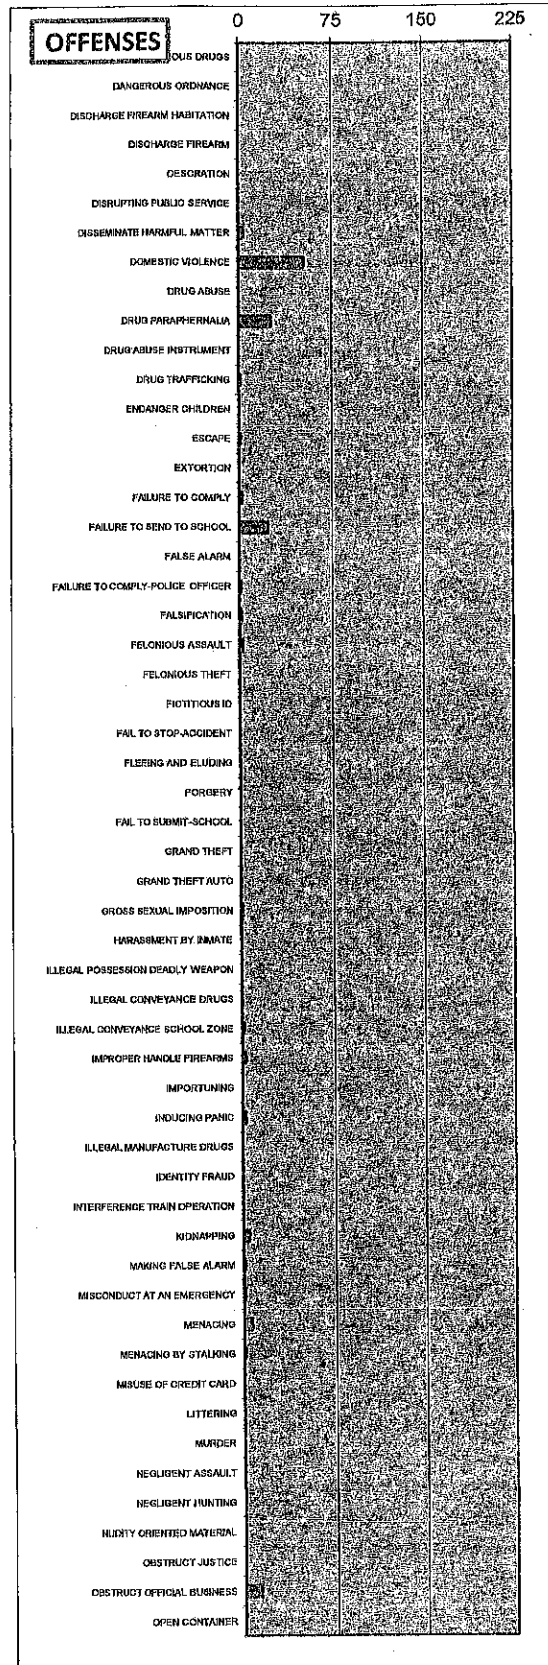 0 75 150 225
OFFENSES
OUS DRUGS
DANGEROUS ORDNANCE
DISCHARGE FIREARM HABITATION
DISCHARGE FIREARM
DESCRATION
DISRUPTING PUBLIC SERVICE
DISSEMINATE HARMFUL MATTER
DOMESTIC VIOLENCE
DRUG ABUSE
DRUG PARAPHERNALIA
DRUG ABUSE INSTRUMENT
DRUG TRAFFICKING
ENDANGER CHILDREN
ESCAPE
EXTORTION
FAILURE TO COMPLY
FAILURE TO SEND TO SCHOOL
FALSE ALARM
FAILURE TO COMPLY-POLICE OFFICER
FALSIFICATION
FELONIOUS ASSAULT
FELONIOUS THEFT
FICTITIOUS ID
FAIL TO STOP-ACCIDENT
FLEEING AND ELUDING
FORGERY
FAIL TO SUBMIT-SCHOOL
GRAND THEFT
GRAND THEFT AUTO
GROSS SEXUAL IMPOSITION
HARASSMENT BY INMATE
ILLEGAL POSSESSION DEADLY WEAPON
ILLEGAL CONVEYANCE DRUGS
ILLEGAL CONVEYANCE SCHOOL ZONE
IMPROPER HANDLE FIREARMS
IMPORTUNING
INDUCING PANIC
ILLEGAL MANUFACTURE DRUGS
IDENTITY FRAUD
INTERFERENCE TRAIN OPERATION
KIDNAPPING
MAKING FALSE ALARM
MISCONDUCT AT AN EMERGENCY
MENACING
MENACING BY STALKING
MISUSE OF CREDIT CARD
LITTERING
MURDER
NEGLIGENT ASSAULT
NEGLIGENT HUNTING
NUDITY ORIENTED MATERIAL
OBSTRUCT JUSTICE
OBSTRUCT OFFICIAL BUSINESS
OPEN CONTAINER